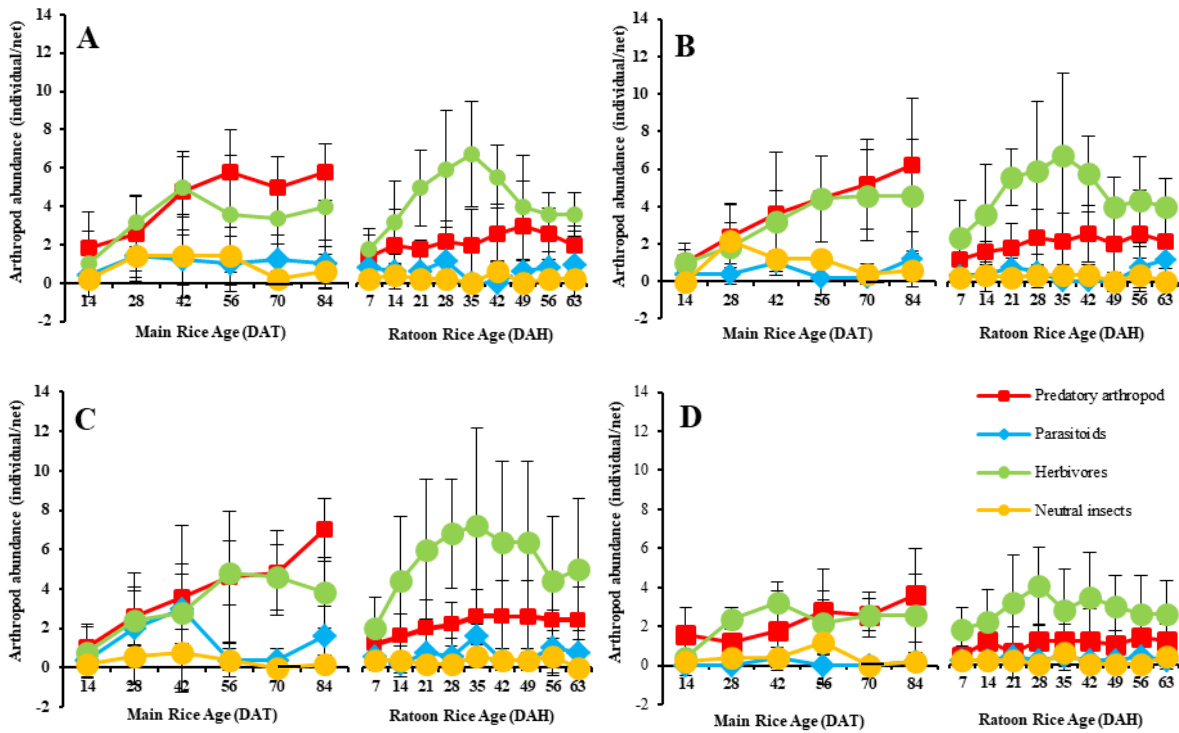 A
Arthropod abundance (individual/net)
14
12
10
8
6
4
2
0
-2
14 28 42 56 70 84
Main Rice Age (DAT)
7 14 21 28 35 42 49 56 63
Ratoon Rice Age (DAH)
B
Arthropod abundance (individual/net)
14
12
10
8
6
4
2
0
-2
14 28 42 56 70 84
Main Rice Age (DAT)
7 14 21 28 35 42 49 56 63
Ratoon Rice Age (DAH)
C
Arthropod abundance (individual/net)
14
12
10
8
6
4
2
0
-2
14 28 42 56 70 84
Main Rice Age (DAT)
7 14 21 28 35 42 49 56 63
Ratoon Rice Age (DAH)
D
Arthropod abundance (individual/net)
14
12
10
8
6
4
2
0
-2
14 28 42 56 70 84
Main Rice Age (DAT)
7 14 21 28 35 42 49 56 63
Ratoon Rice Age (DAH)
Predatory arthropod
Parasitoids
Herbivores
Neutral insects